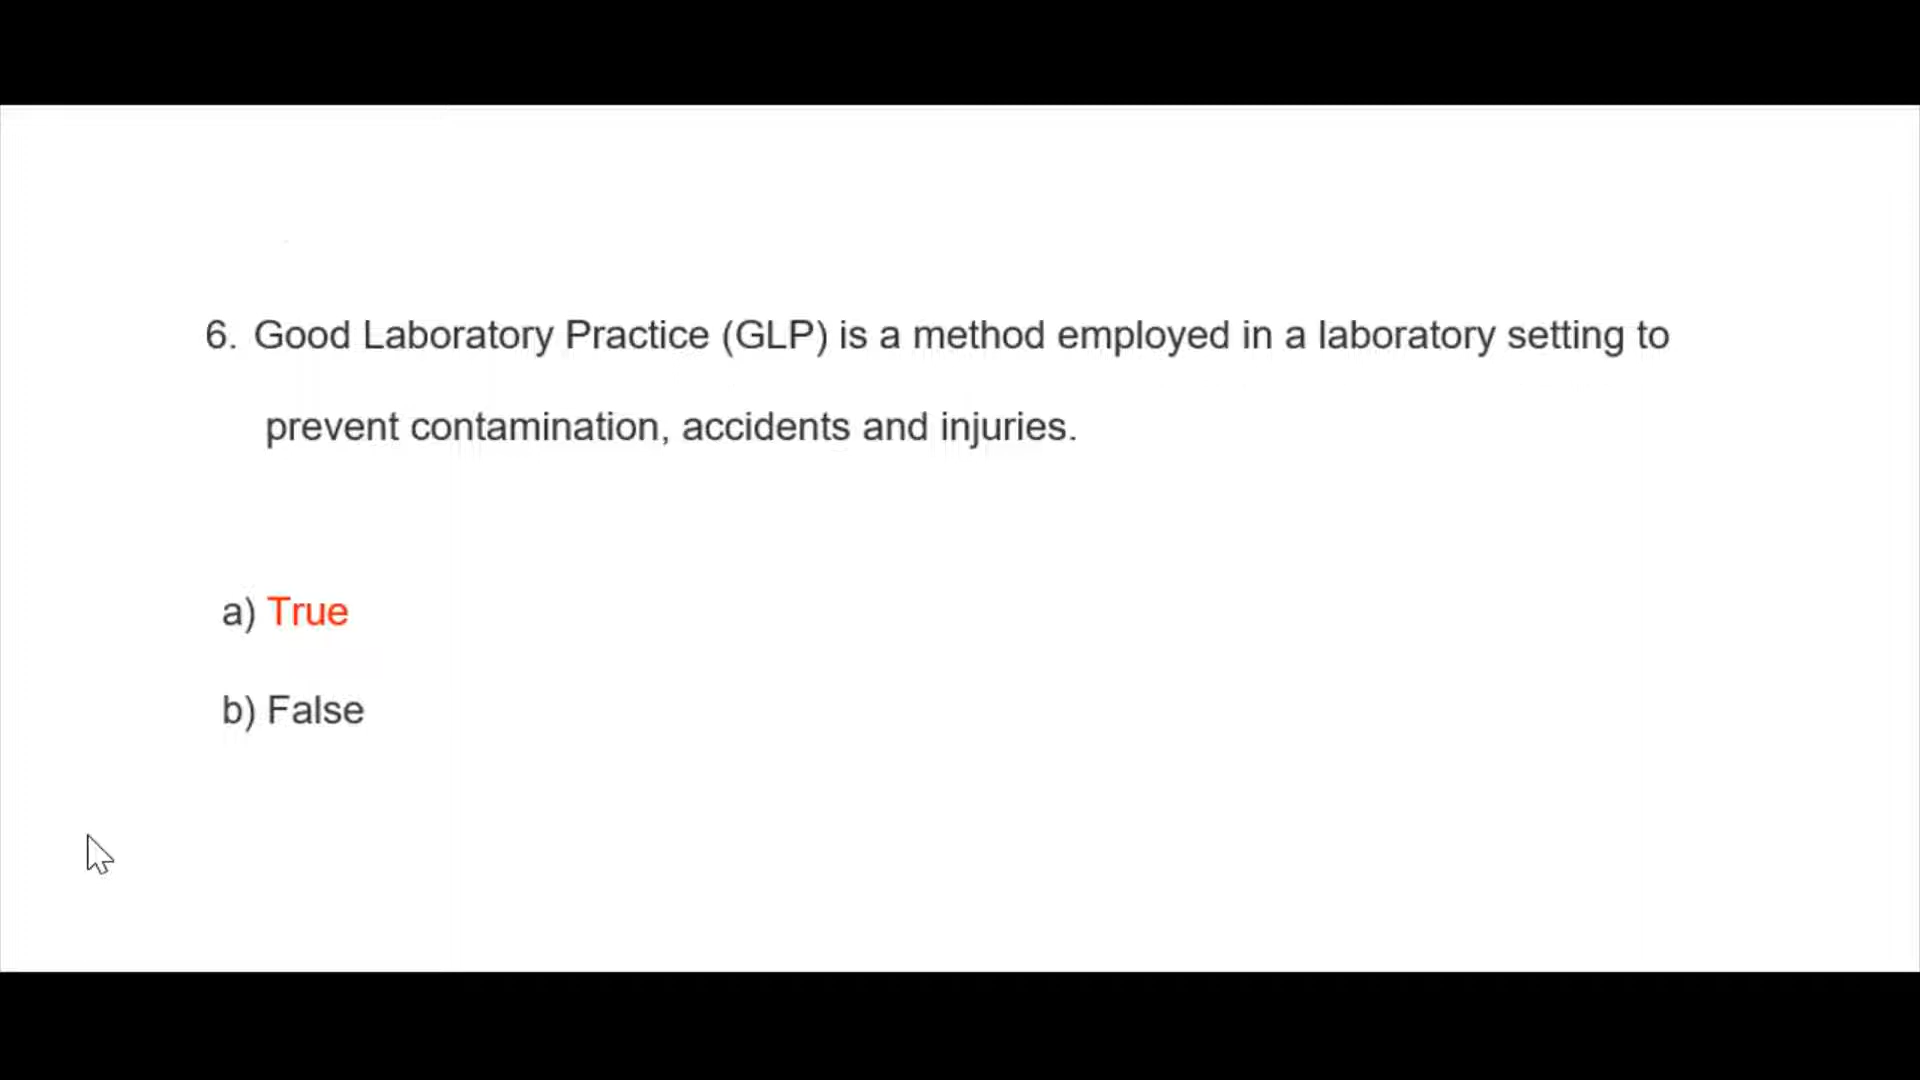 6. Good Laboratory Practice (GLP) is a method employed in a laboratory setting to
prevent contamination, accidents and injuries.
a) True
b) False